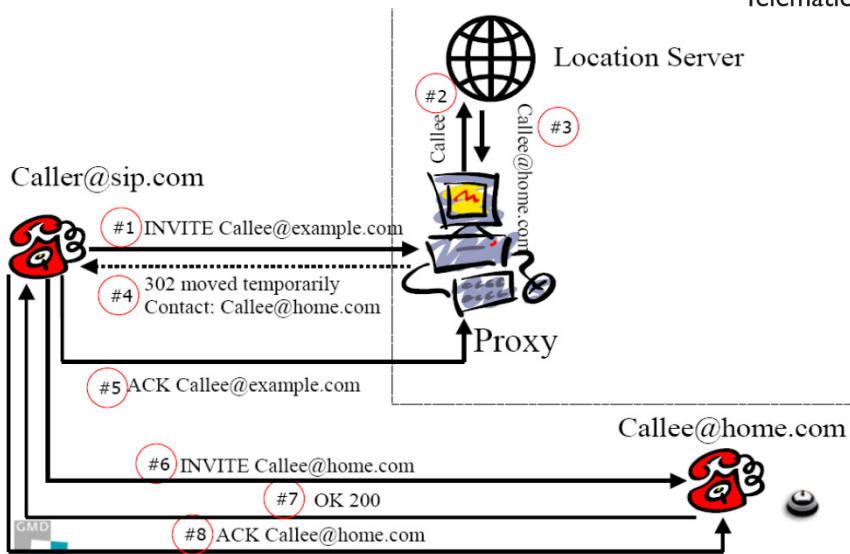 Location Server
#2
Callee
Callee@home.com
#3
Caller@sip.com
#1 INVITE Callee@example.com
#4 302 moved temporarily
Contact: Callee@home.com
Proxy
#5 ACK Callee@example.com
Callee@home.com
#6 INVITE Callee@home.com
#7 OK 200
#8 ACK Callee@home.com
GMD